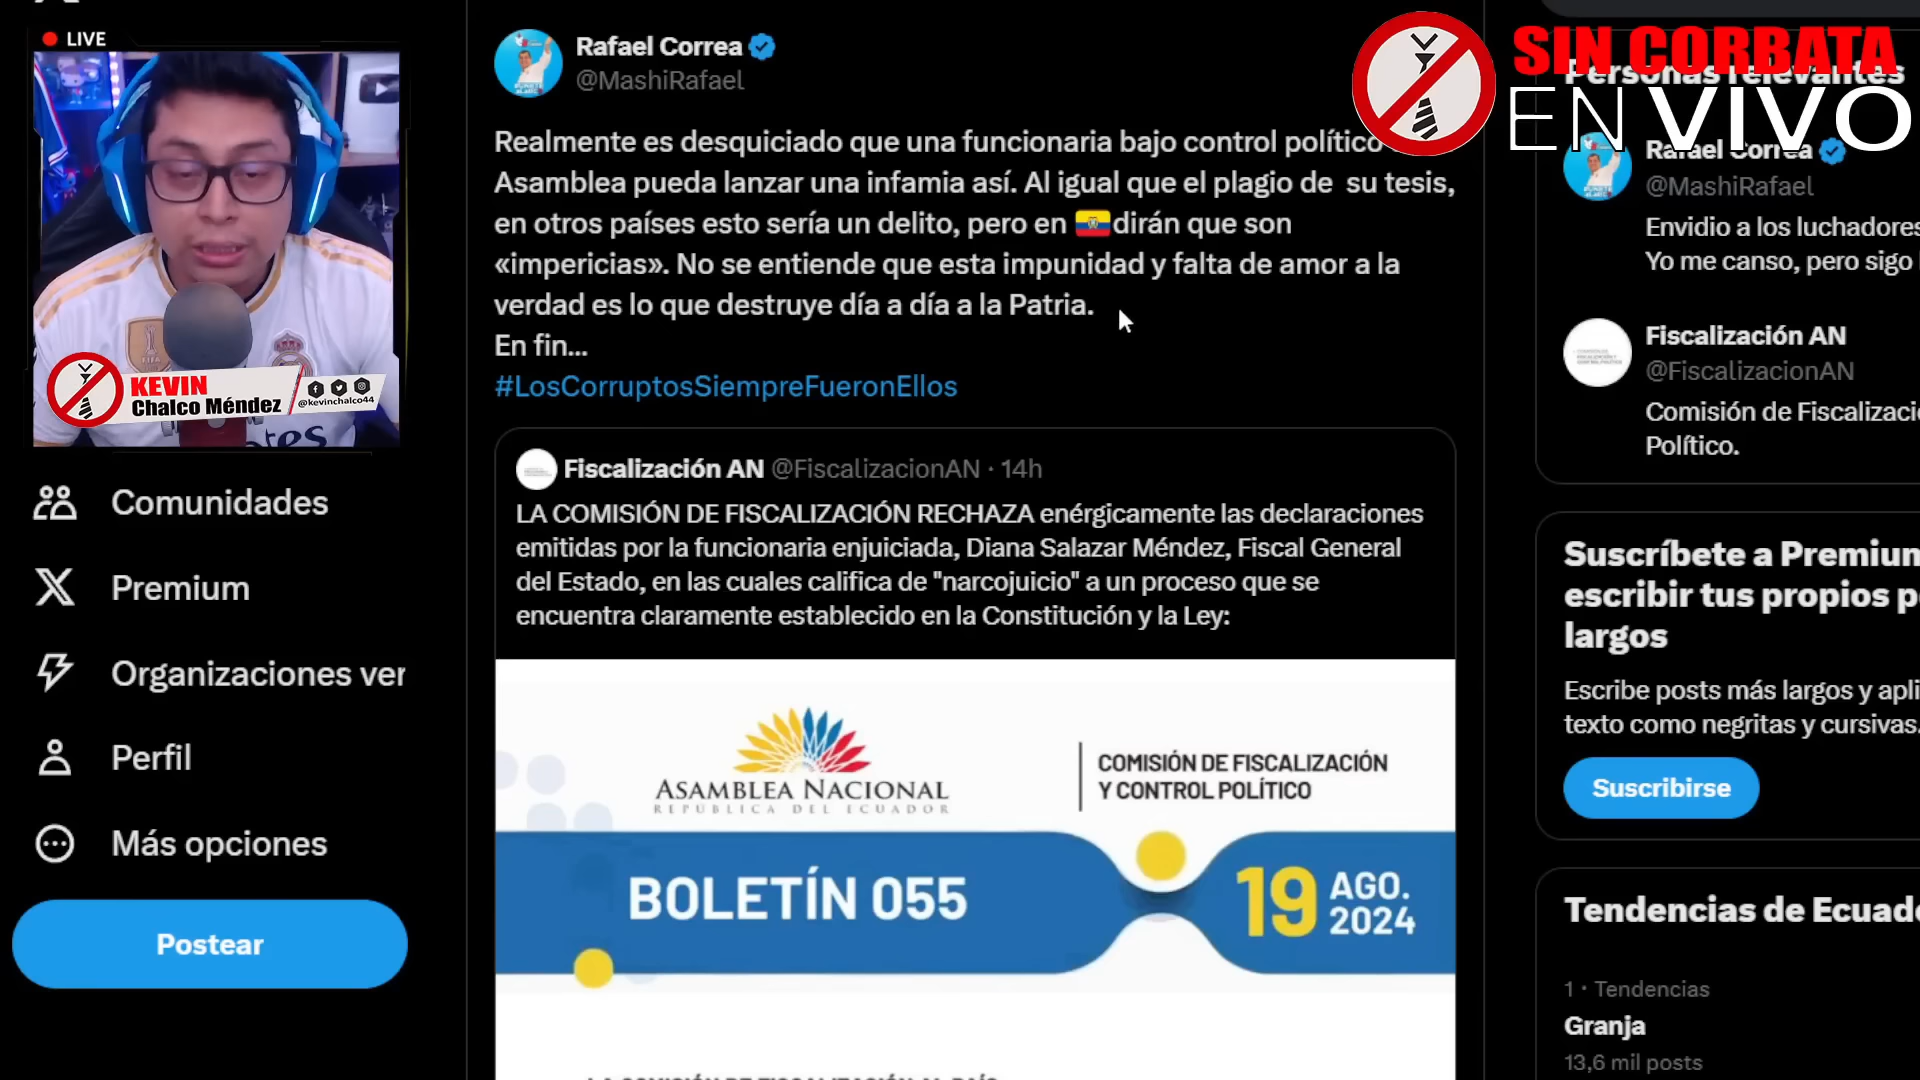 LIVE
KEVIN
Chalco Méndez
@kevinchalco44
Comunidades
Premium
Organizaciones ver
Perfil
Más opciones
Postear
Rafael Correa
@MashiRafael
Realmente es desquiciado que una funcionaria bajo control político
Asamblea pueda lanzar una infamia así. Al igual que el plagio de su tesis,
en otros países esto sería un delito, pero en 🇪🇨dirán que son
«impericias». No se entiende que esta impunidad y falta de amor a la
verdad es lo que destruye día a día a la Patria.
En fin...
#LosCorruptosSiempreFueronEllos
Fiscalización AN @FiscalizacionAN · 14h
LA COMISIÓN DE FISCALIZACIÓN RECHAZA enérgicamente las declaraciones
emitidas por la funcionaria enjuiciada, Diana Salazar Méndez, Fiscal General
del Estado, en las cuales califica de "narcojuicio" a un proceso que se
encuentra claramente establecido en la Constitución y la Ley:
ASAMBLEA NACIONAL
REPÚBLICA DEL ECUADOR
COMISIÓN DE FISCALIZACIÓN
Y CONTROL POLÍTICO
BOLETÍN 055
19 AGO.
2024
SIN CORBATA
EN VIVO
Personas relevantes
Rafael Correa
@MashiRafael
Envidio a los luchadores
Yo me canso, pero sigo
Fiscalización AN
@FiscalizacionAN
Comisión de Fiscalizaci
Político.
Suscríbete a Premium
escribir tus propios p
largos
Escribe posts más largos y apli
texto como negritas y cursivas.
Suscribirse
Tendencias de Ecuad
1 · Tendencias
Granja
13,6 mil posts